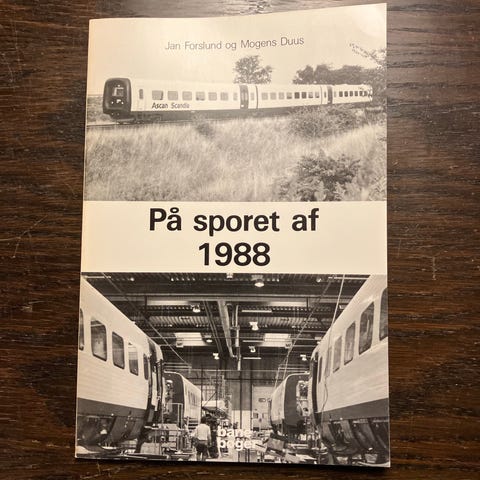 Jan Forslund og Mogens Duus
Ascan Scandia
På sporet af
1988
bane
bøger